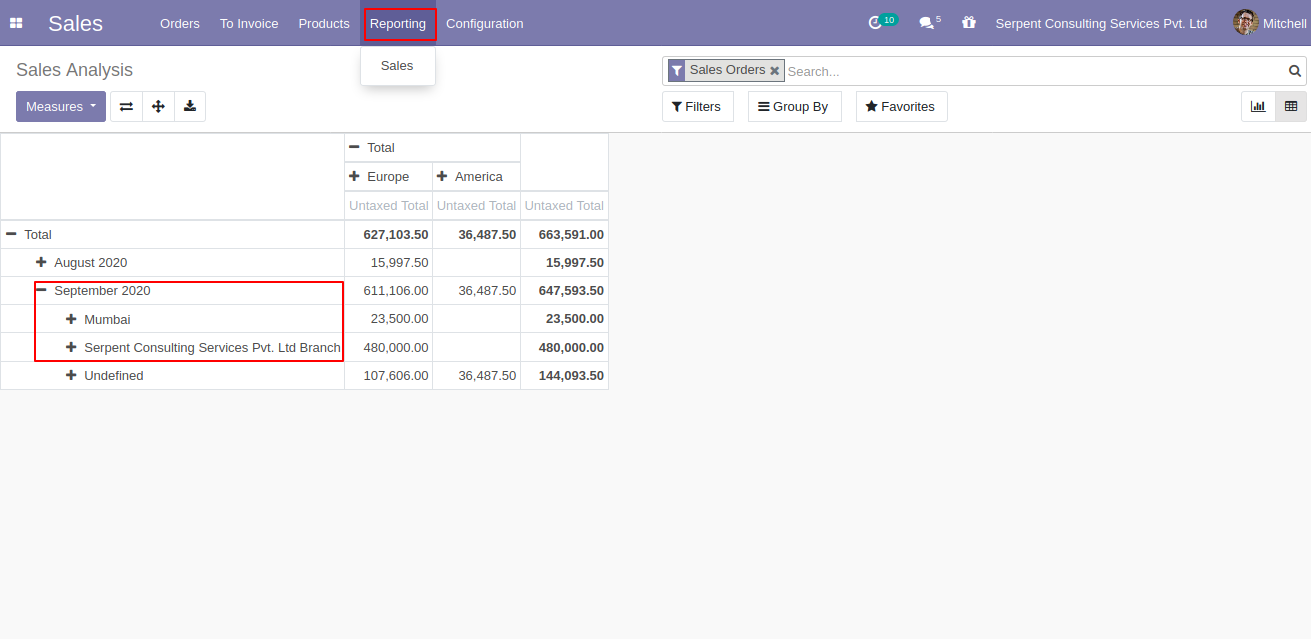 Sales Orders To Invoice Products Reporting Configuration 10 5 Serpent Consulting Services Pvt. Ltd Mitchell
Sales
Sales Analysis
Sales Orders Search...
Measures
Filters Group By Favorites
Total
Europe America
Untaxed Total Untaxed Total Untaxed Total
Total 627,103.50 36,487.50 663,591.00
August 2020 15,997.50 15,997.50
September 2020 611,106.00 36,487.50 647,593.50
Mumbai 23,500.00 23,500.00
Serpent Consulting Services Pvt. Ltd Branch 480,000.00 480,000.00
Undefined 107,606.00 36,487.50 144,093.50